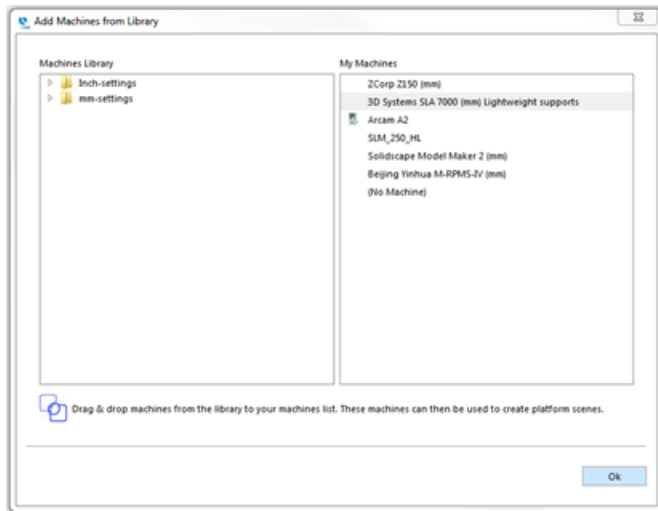 Add Machines from Library
Machines Library
Inch-settings
mm-settings
My Machines
ZCorp Z150 (mm)
3D Systems SLA 7000 (mm) Lightweight supports
Arcam A2
SLM_250_HL
Solidscape Model Maker 2 (mm)
Beijing Yinhua M-RPMS-IV (mm)
(No Machine)
Drag & drop machines from the library to your machines list. These machines can then be used to create platform scenes.
Ok